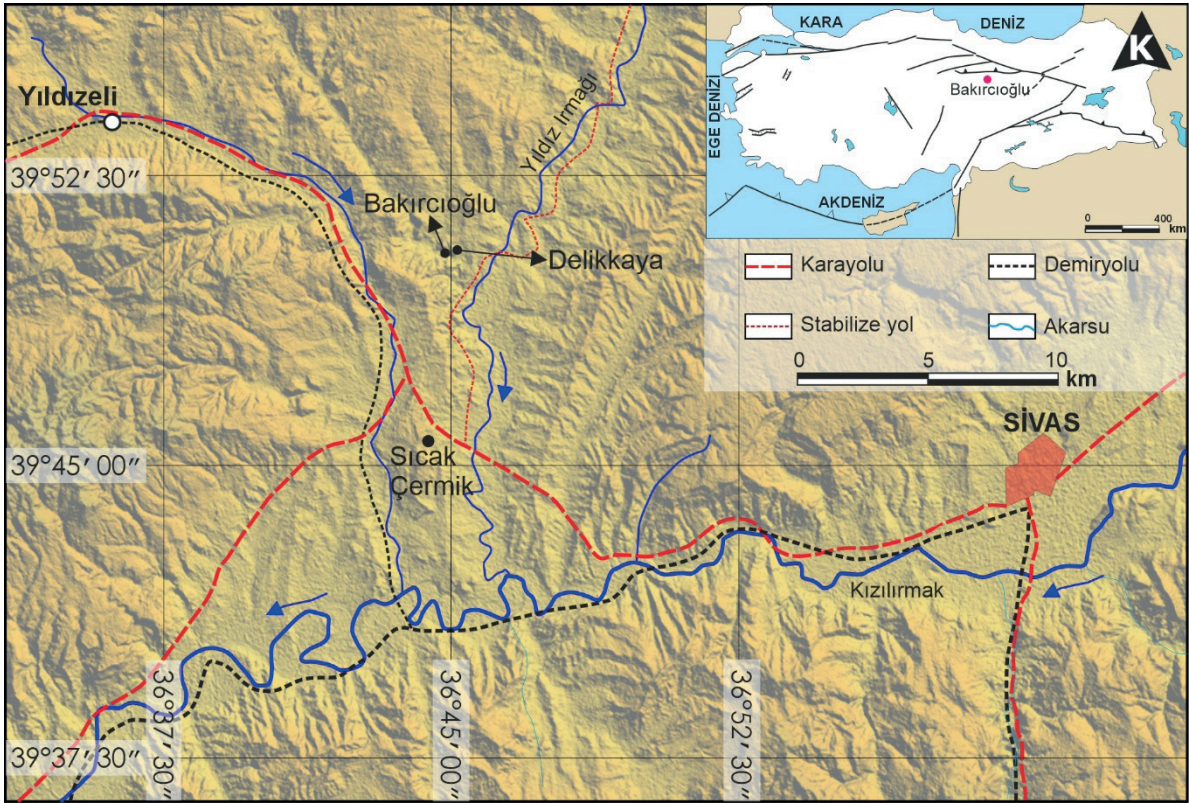 Yıldızeli
39°52′30″
Bakırcıoğlu
Yıldız Irmağı
Delikkaya
KARA
DENİZ
K
EGE DENİZİ
Bakırcıoğlu
AKDENİZ
0 400
km
Karayolu
Demiryolu
Stabilize yol
Akarsu
0 5 10
km
SİVAS
39°45′00″
Sıcak
Çermik
Kızılırmak
39°37′30″
36°37′30″
36°45′00″
36°52′30″